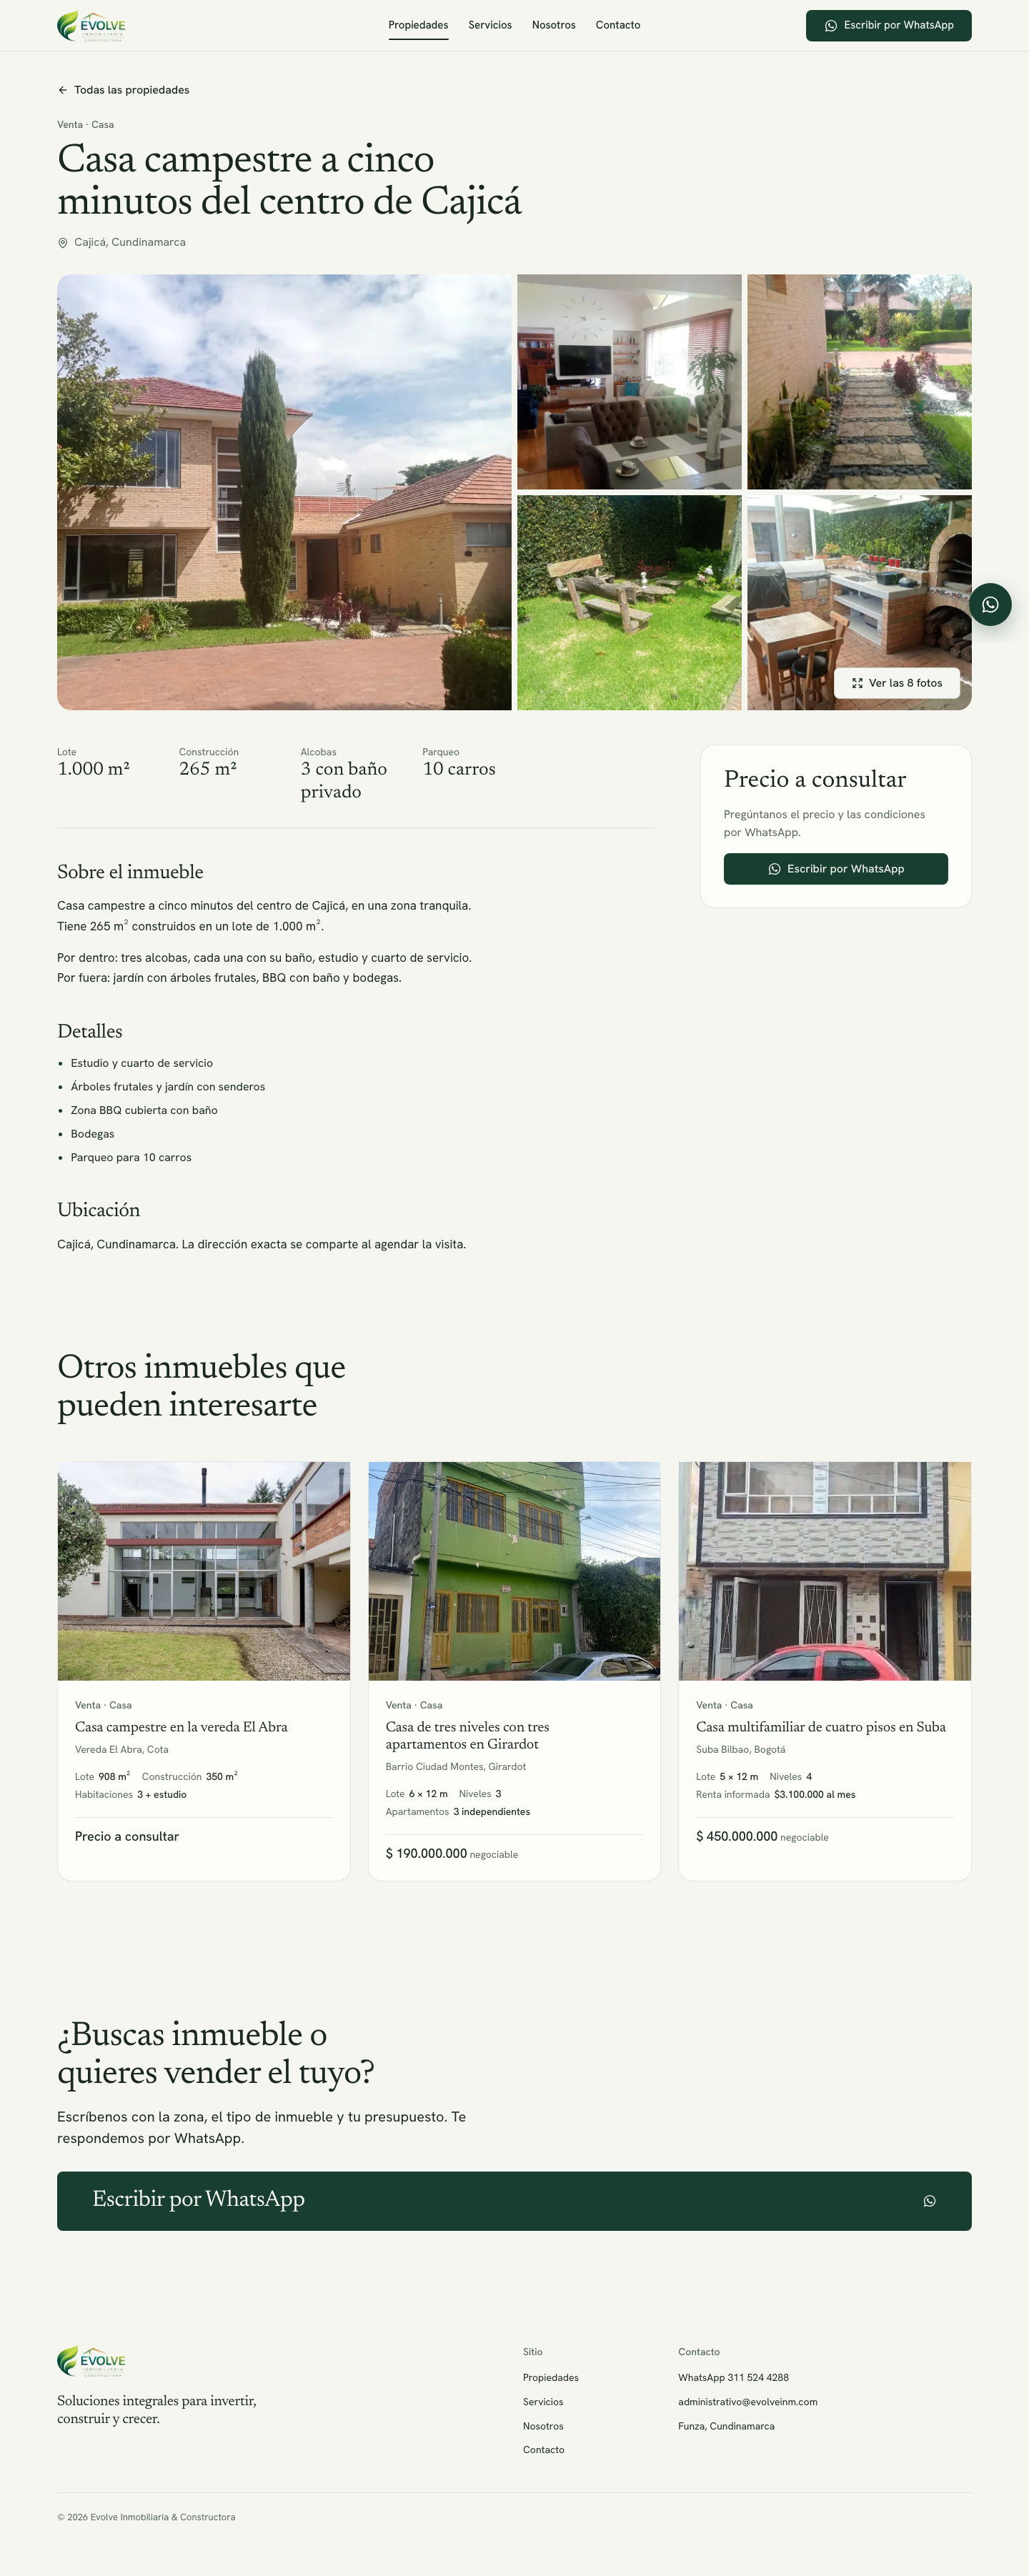 EVOLVE
INMOBILIARIA
CONSTRUCTORA
Propiedades
Servicios
Nosotros
Contacto
Escribir por WhatsApp
Todas las propiedades
Venta · Casa
Casa campestre a cinco
minutos del centro de Cajicá
Cajicá, Cundinamarca
Ver las 8 fotos
Lote
1.000 m²
Construcción
265 m²
Alcobas
3 con baño
privado
Parqueo
10 carros
Precio a consultar
Pregúntanos el precio y las condiciones
por WhatsApp.
Escribir por WhatsApp
Sobre el inmueble
Casa campestre a cinco minutos del centro de Cajicá, en una zona tranquila.
Tiene 265 m² construidos en un lote de 1.000 m².
Por dentro: tres alcobas, cada una con su baño, estudio y cuarto de servicio.
Por fuera: jardín con árboles frutales, BBQ con baño y bodegas.
Detalles
• Estudio y cuarto de servicio
• Árboles frutales y jardín con senderos
• Zona BBQ cubierta con baño
• Bodegas
• Parqueo para 10 carros
Ubicación
Cajicá, Cundinamarca. La dirección exacta se comparte al agendar la visita.
Otros inmuebles que
pueden interesarte
Venta · Casa
Casa campestre en la vereda El Abra
Vereda El Abra, Cota
Lote 908 m² Construcción 350 m²
Habitaciones 3 + estudio
Precio a consultar
Venta · Casa
Casa de tres niveles con tres
apartamentos en Girardot
Barrio Ciudad Montes, Girardot
Lote 6 × 12 m Niveles 3
Apartamentos 3 independientes
$ 190.000.000 negociable
Venta · Casa
Casa multifamiliar de cuatro pisos en Suba
Suba Bilbao, Bogotá
Lote 5 × 12 m Niveles 4
Renta informada $3.100.000 al mes
$ 450.000.000 negociable
¿Buscas inmueble o
quieres vender el tuyo?
Escríbenos con la zona, el tipo de inmueble y tu presupuesto. Te
respondemos por WhatsApp.
Escribir por WhatsApp
EVOLVE
INMOBILIARIA
CONSTRUCTORA
Soluciones integrales para invertir,
construir y crecer.
Sitio
Propiedades
Servicios
Nosotros
Contacto
Contacto
WhatsApp 311 524 4288
administrativo@evolveinm.com
Funza, Cundinamarca
© 2026 Evolve Inmobiliaria & Constructora